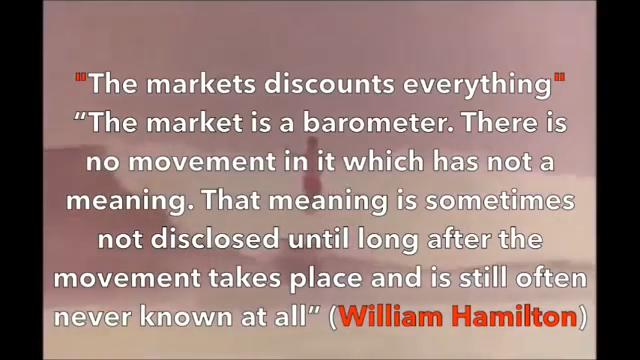 "The markets discounts everything"
“The market is a barometer. There is
no movement in it which has not a
meaning. That meaning is sometimes
not disclosed until long after the
movement takes place and is still often
never known at all” (William Hamilton)